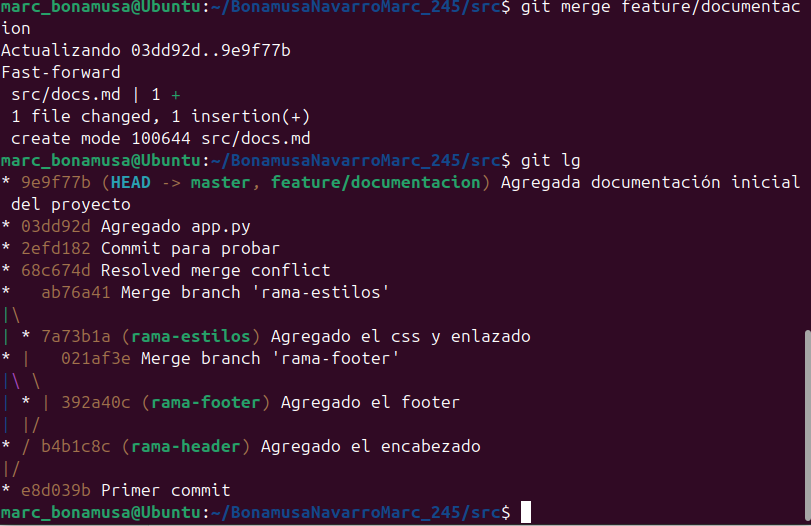 marc_bonamusa@Ubuntu:~/BonamusaNavarroMarc_245/src$ git merge feature/documentac
ion
Actualizando 03dd92d..9e9f77b
Fast-forward
 src/docs.md | 1 +
 1 file changed, 1 insertion(+)
 create mode 100644 src/docs.md
marc_bonamusa@Ubuntu:~/BonamusaNavarroMarc_245/src$ git lg
* 9e9f77b (HEAD -> master, feature/documentacion) Agregada documentación inicial
 del proyecto
* 03dd92d Agregado app.py
* 2efd182 Commit para probar
* 68c674d Resolved merge conflict
*   ab76a41 Merge branch 'rama-estilos'
|\
| * 7a73b1a (rama-estilos) Agregado el css y enlazado
* |   021af3e Merge branch 'rama-footer'
|\ \
| * | 392a40c (rama-footer) Agregado el footer
| |/
* / b4b1c8c (rama-header) Agregado el encabezado
|/
* e8d039b Primer commit
marc_bonamusa@Ubuntu:~/BonamusaNavarroMarc_245/src$